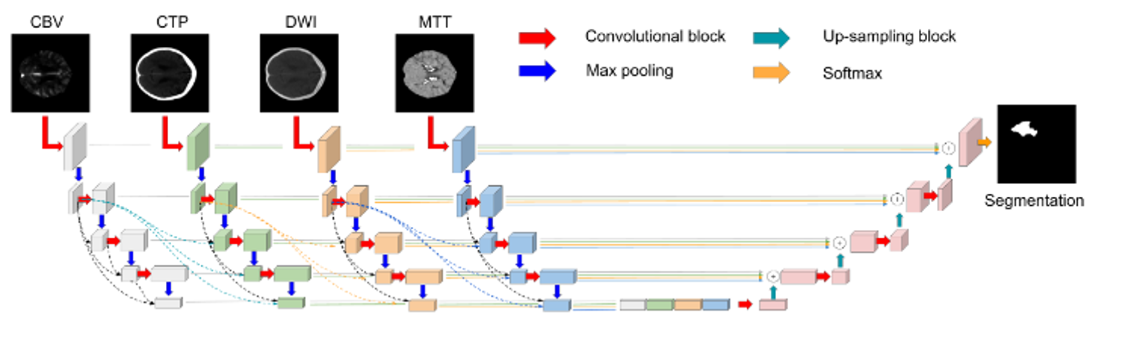 CBV
CTP
DWI
MTT
Convolutional block
Up-sampling block
Max pooling
Softmax
Segmentation